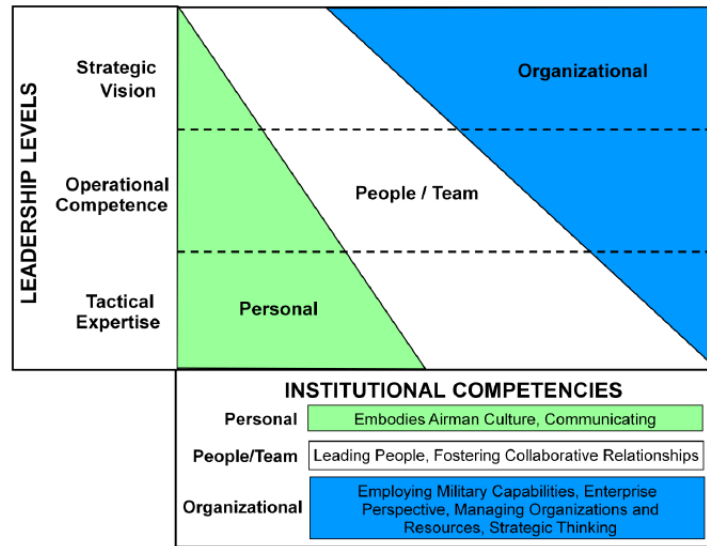 LEADERSHIP LEVELS
Strategic
Vision
Organizational
Operational
Competence
People / Team
Tactical
Expertise
Personal
INSTITUTIONAL COMPETENCIES
Personal
Embodies Airman Culture, Communicating
People/Team
Leading People, Fostering Collaborative Relationships
Organizational
Employing Military Capabilities, Enterprise
Perspective, Managing Organizations and
Resources, Strategic Thinking